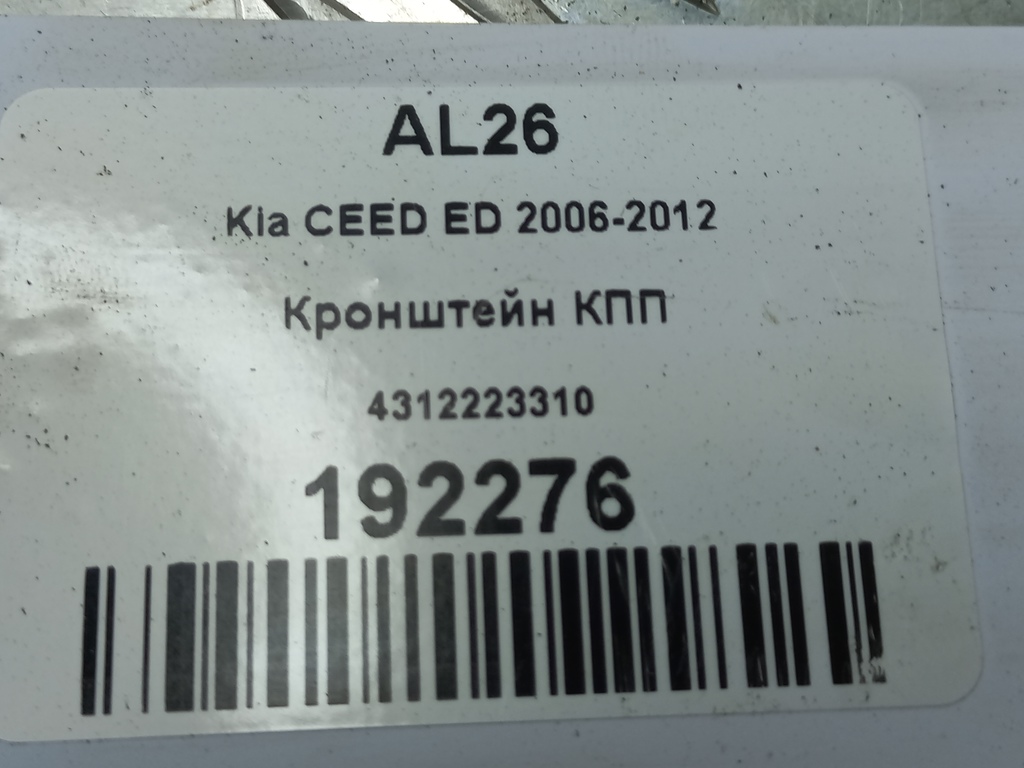 AL26
Kia CEED ED 2006-2012
Кронштейн КПП
4312223310
192276